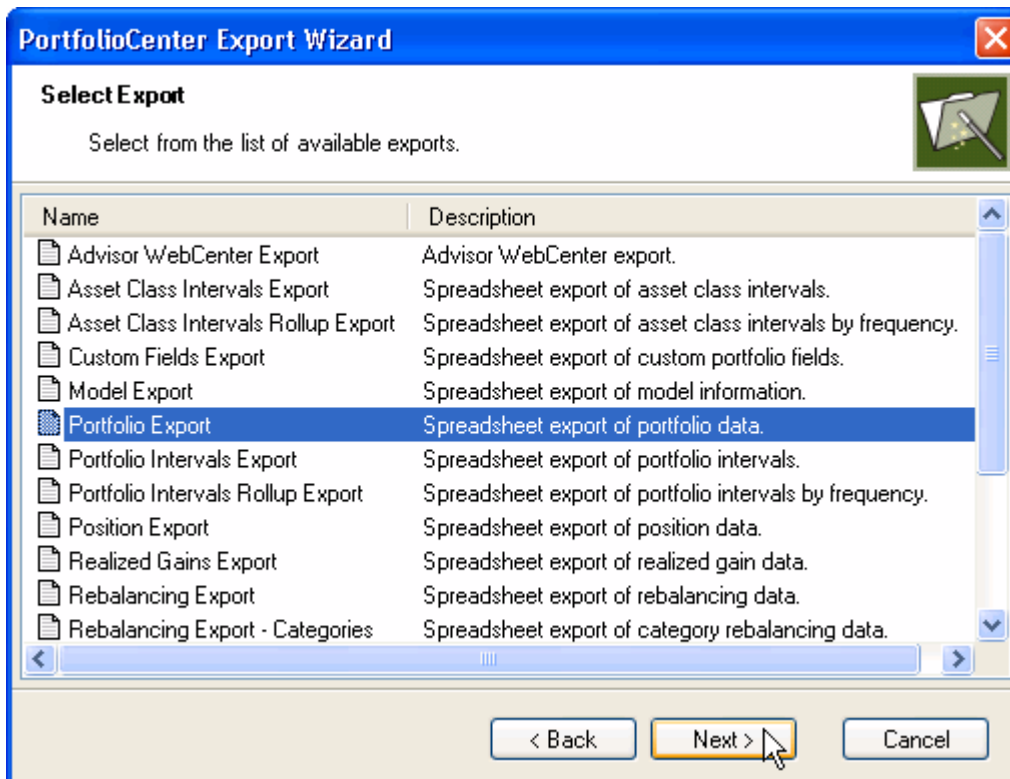 PortfolioCenter Export Wizard
Select Export
Select from the list of available exports.
Name Description
Advisor WebCenter Export Advisor WebCenter export.
Asset Class Intervals Export Spreadsheet export of asset class intervals.
Asset Class Intervals Rollup Export Spreadsheet export of asset class intervals by frequency.
Custom Fields Export Spreadsheet export of custom portfolio fields.
Model Export Spreadsheet export of model information.
Portfolio Export Spreadsheet export of portfolio data.
Portfolio Intervals Export Spreadsheet export of portfolio intervals.
Portfolio Intervals Rollup Export Spreadsheet export of portfolio intervals by frequency.
Position Export Spreadsheet export of position data.
Realized Gains Export Spreadsheet export of realized gain data.
Rebalancing Export Spreadsheet export of rebalancing data.
Rebalancing Export - Categories Spreadsheet export of category rebalancing data.
< Back Next > Cancel